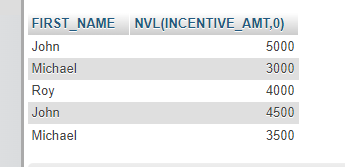 FIRST_NAME NVL(INCENTIVE_AMT,0)
John 5000
Michael 3000
Roy 4000
John 4500
Michael 3500